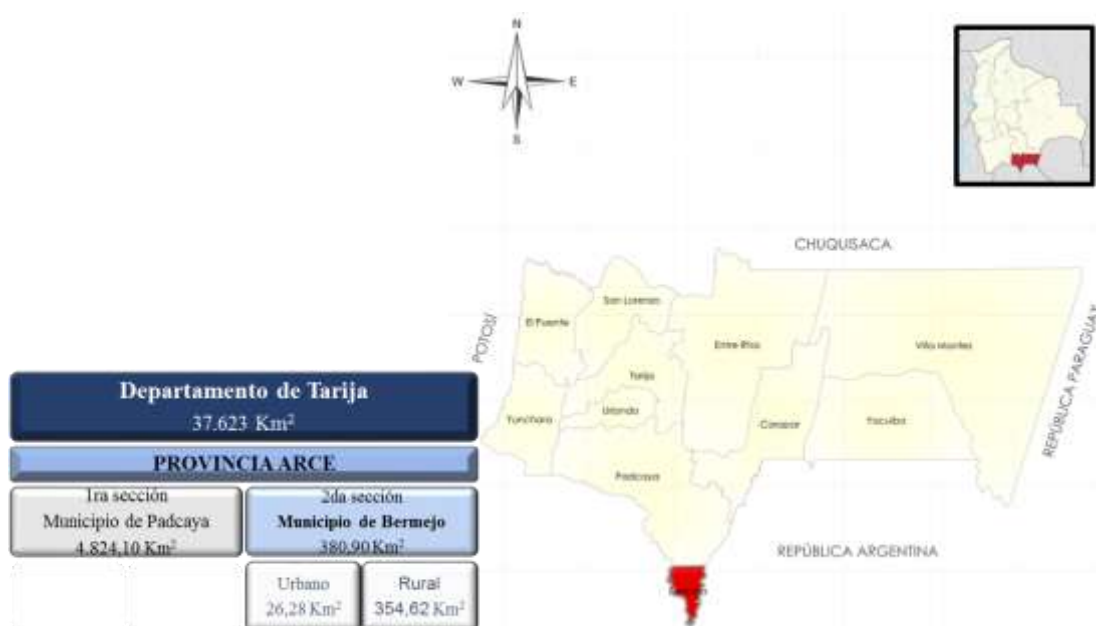 N
W E
S
CHUQUISACA
San Lorenzo
El Puente
POTOSÍ
Entre Ríos
Villa Montes
REPÚBLICA PARAGUAY
Tarija
Uriondo
Yunchara
Caraparí
Yacuiba
Padcaya
REPÚBLICA ARGENTINA
Departamento de Tarija
37.623 Km²
PROVINCIA ARCE
1ra sección
Municipio de Padcaya
4.824,10 Km²
2da sección
Municipio de Bermejo
380,90 Km²
Urbano
26,28 Km²
Rural
354,62 Km²